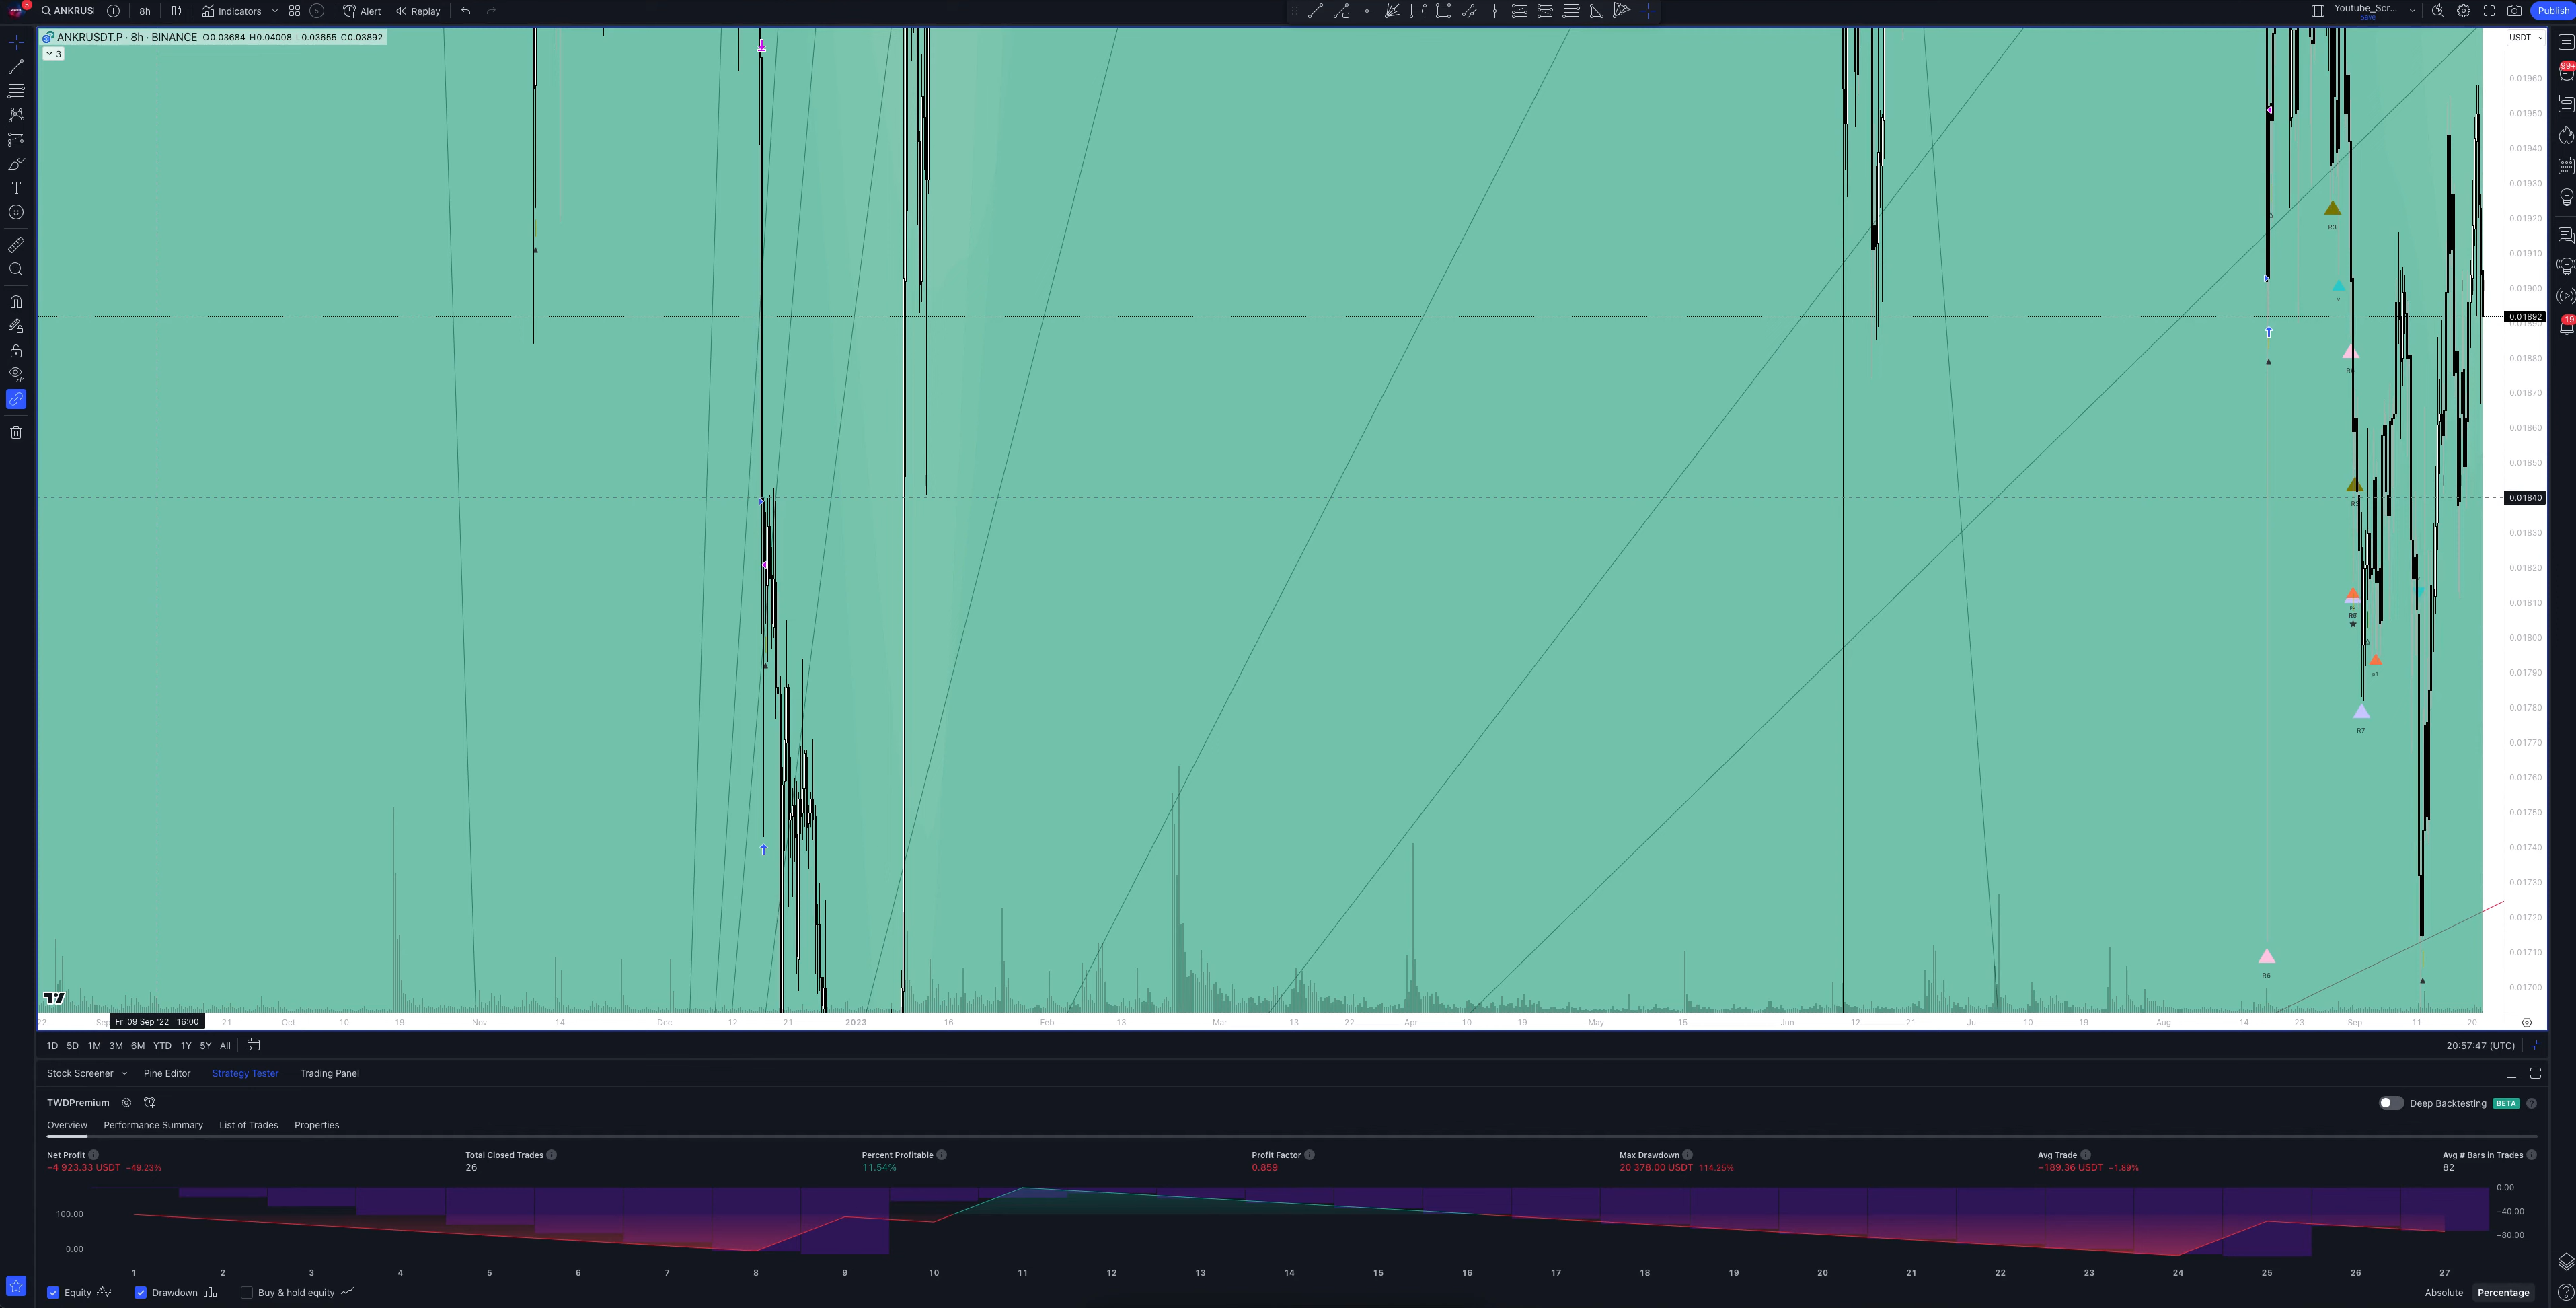 5
ANKRUS 8h Indicators 5 Alert Replay Youtube_Scr... Save Publish
ANKRUSDT.P · 8h · BINANCE O0.03684 H0.04008 L0.03655 C0.03892
USDT
3
99+
19
0.01960
0.01950
0.01940
0.01930
0.01920
0.01910
0.01900
0.01892
0.01880
0.01870
0.01860
0.01850
0.01840
0.01830
0.01820
0.01810
0.01800
0.01790
0.01780
0.01770
0.01760
0.01750
0.01740
0.01730
0.01720
0.01710
0.01700
R3
p1
R7
R6
22 Sep Fri 09 Sep '22 16:00 21 Oct 10 19 Nov 14 Dec 12 21 2023 16 Feb 13 Mar 13 22 Apr 10 19 May 15 Jun 12 21 Jul 10 19 Aug 14 23 Sep 11 20
1D 5D 1M 3M 6M YTD 1Y 5Y All 20:57:47 (UTC)
Stock Screener Pine Editor Strategy Tester Trading Panel
TWDPremium Deep Backtesting BETA
Overview Performance Summary List of Trades Properties
Net Profit Total Closed Trades Percent Profitable Profit Factor Max Drawdown Avg Trade Avg # Bars in Trades
−4 923.33 USDT −49.23% 26 11.54% 0.859 20 378.00 USDT 114.25% −189.36 USDT −1.89% 82
0.00
100.00
−40.00
−80.00
0.00
1 2 3 4 5 6 7 8 9 10 11 12 13 14 15 16 17 18 19 20 21 22 23 24 25 26 27
Equity Drawdown Buy & hold equity Absolute Percentage